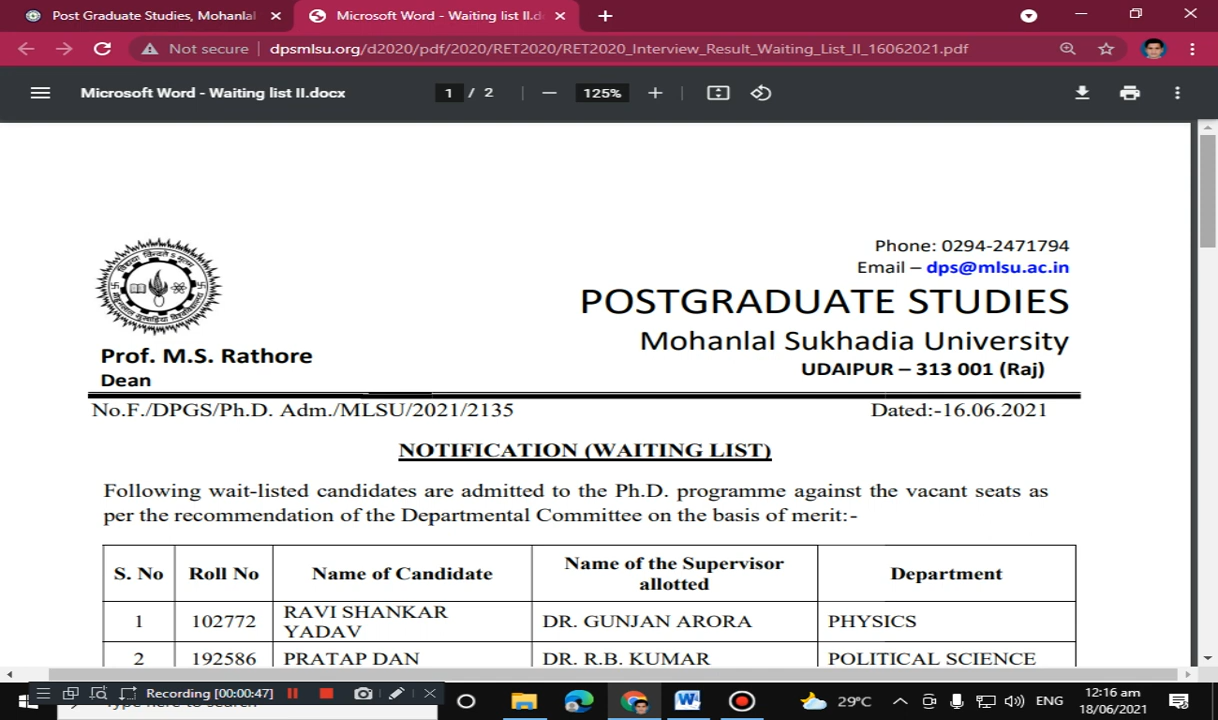 Post Graduate Studies, Mohanlal
Microsoft Word - Waiting list II.d
Not secure
dpsmlsu.org/d2020/pdf/2020/RET2020/RET2020_Interview_Result_Waiting_List_II_16062021.pdf
Microsoft Word - Waiting list II.docx
1 / 2
125%
Phone: 0294-2471794
Email – dps@mlsu.ac.in
POSTGRADUATE STUDIES
Mohanlal Sukhadia University
UDAIPUR – 313 001 (Raj)
Prof. M.S. Rathore
Dean
No.F./DPGS/Ph.D. Adm./MLSU/2021/2135
Dated:-16.06.2021
NOTIFICATION (WAITING LIST)
Following wait-listed candidates are admitted to the Ph.D. programme against the vacant seats as
per the recommendation of the Departmental Committee on the basis of merit:-
S. No Roll No Name of Candidate Name of the Supervisor allotted Department
1 102772 RAVI SHANKAR YADAV DR. GUNJAN ARORA PHYSICS
2 192586 PRATAP DAN DR. R.B. KUMAR POLITICAL SCIENCE
Recording [00:00:47]
29°C
ENG
12:16 am
18/06/2021